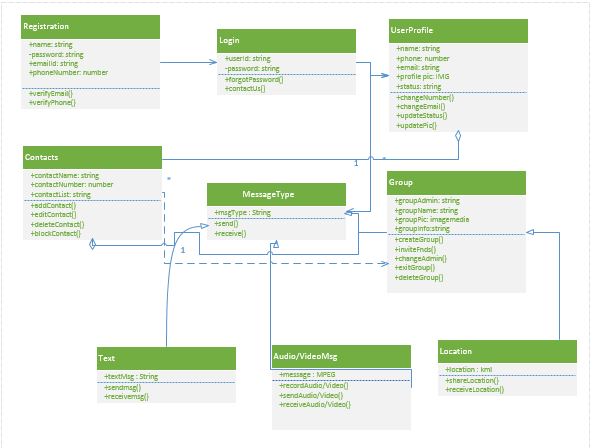 Registration
+name: string
-password: string
+emailId: string
+phoneNumber: number
+verifyEmail()
+verifyPhone()
Login
+userId: string
-password: string
+forgotPassword()
+contactUs()
UserProfile
+name: string
+phone: number
+email: string
+profile pic: IMG
+status: string
+changeNumber()
+changeEmail()
+updateStatus()
+updatePic()
Contacts
+contactName: string
+contactNumber: number
+contactList: string
+addContact()
+editContact()
+deleteContact()
+blockContact()
*
1
*
1
MessageType
+msgType : String
+send()
+receive()
Group
+groupAdmin: string
+groupName: string
+groupPic: imagemedia
+groupInfo:string
+createGroup()
+inviteFnds()
+changeAdmin()
+exitGroup()
+deleteGroup()
Text
+textMsg : String
+sendmsg()
+receivemsg()
Audio/VideoMsg
+message : MPEG
+recordAudio/Video()
+sendAudio/Video()
+receiveAudio/Video()
Location
+location : kml
+shareLocation()
+receiveLocation()